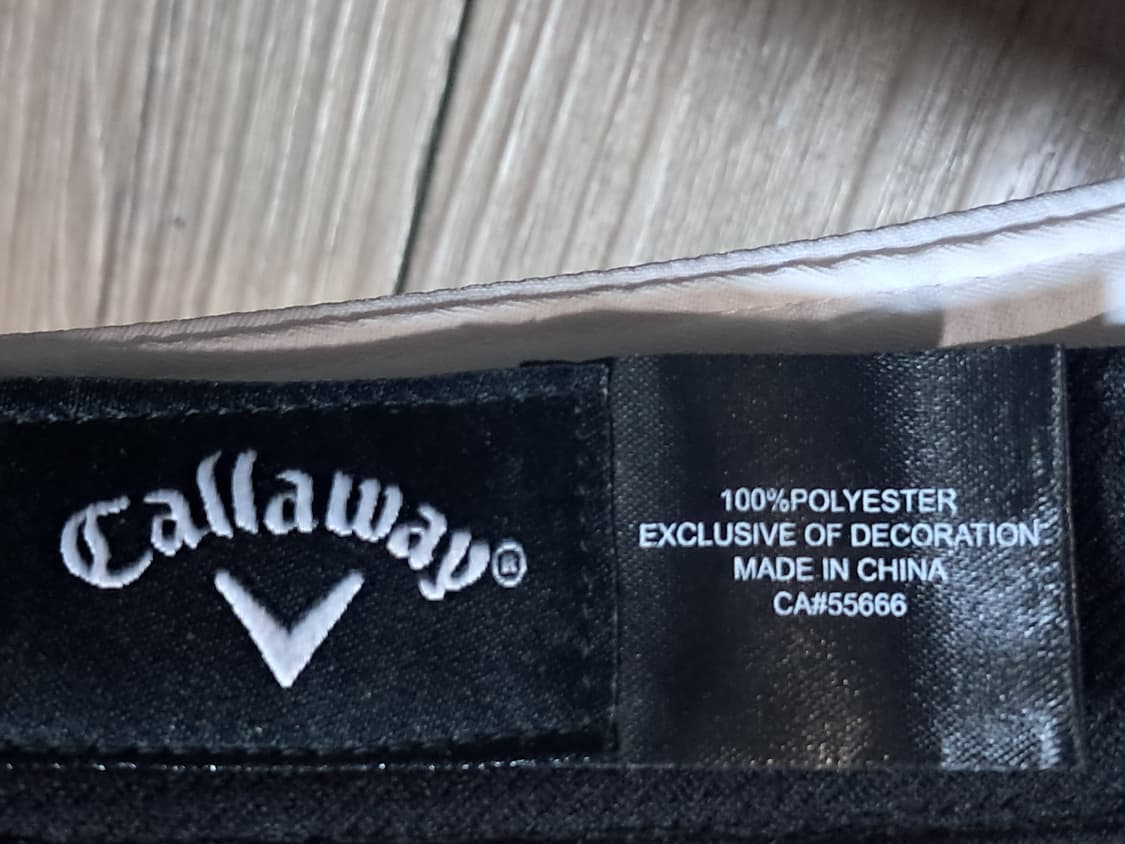 Callaway®
100%POLYESTER
EXCLUSIVE OF DECORATION
MADE IN CHINA
CA#55666